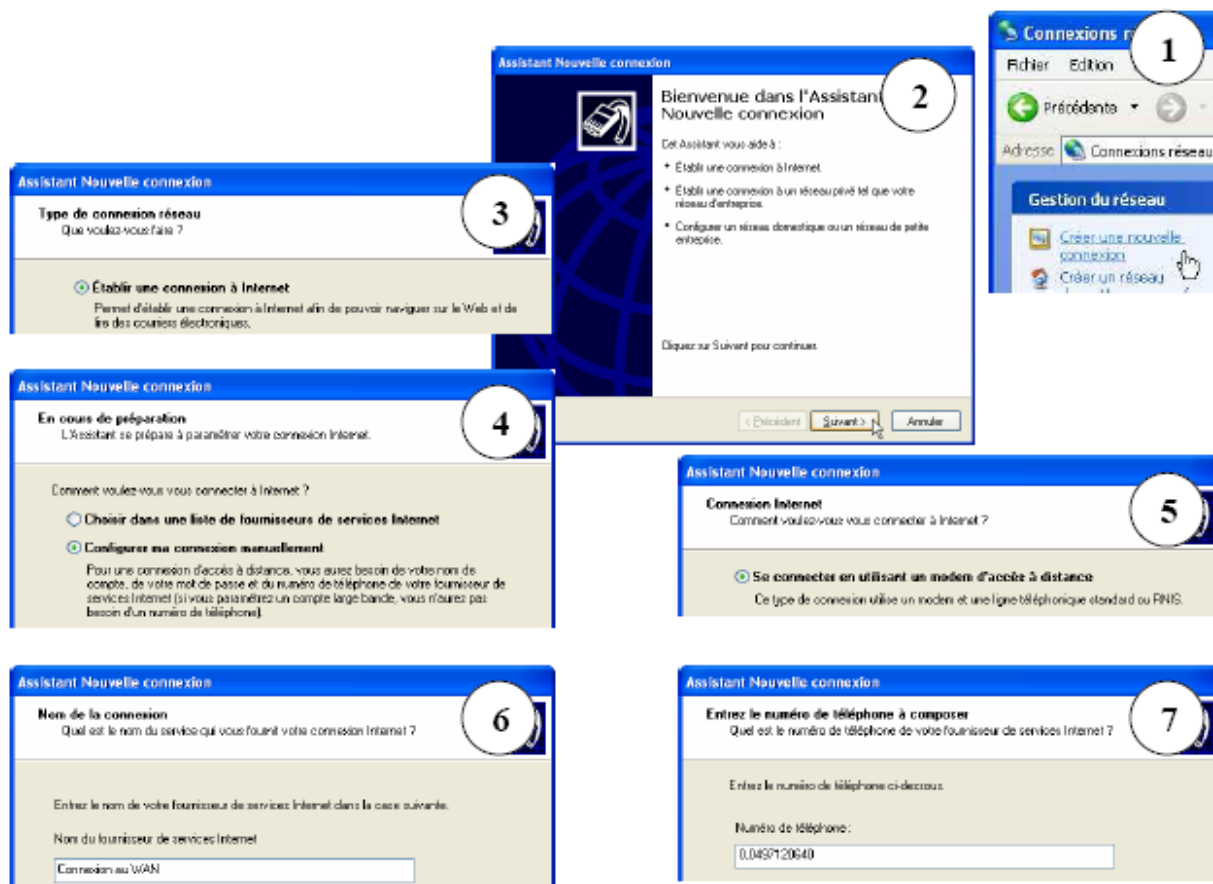 1
Connexions r
Fichier Edition
Précédente
Adresse Connexions réseau
Gestion du réseau
Créer une nouvelle
connexion
Créer un réseau
2
Assistant Nouvelle connexion
Bienvenue dans l'Assistant
Nouvelle connexion
Cet Assistant vous aide à :
* Établir une connexion à Internet.
* Établir une connexion à un réseau privé tel que votre
réseau d'entreprise.
* Configurer un réseau domestique ou un réseau de petite
entreprise.
Cliquez sur Suivant pour continuer.
< Précédent Suivant > Annuler
3
Assistant Nouvelle connexion
Type de connexion réseau
Que voulez-vous faire ?
Établir une connexion à Internet
Permet d'établir une connexion à Internet afin de pouvoir naviguer sur le Web et de
lire des courriers électroniques.
4
Assistant Nouvelle connexion
En cours de préparation
L'Assistant se prépare à paramétrer votre connexion Internet.
Comment voulez-vous vous connecter à Internet ?
Choisir dans une liste de fournisseurs de services Internet
Configurer ma connexion manuellement
Pour une connexion d'accès à distance, vous aurez besoin de votre nom de
compte, de votre mot de passe et du numéro de téléphone de votre fournisseur de
services Internet (si vous paramétrez un compte large bande, vous n'aurez pas
besoin d'un numéro de téléphone).
5
Assistant Nouvelle connexion
Connexion Internet
Comment voulez-vous vous connecter à Internet ?
Se connecter en utilisant un modem d'accès à distance
Ce type de connexion utilise un modem et une ligne téléphonique standard ou RNIS.
6
Assistant Nouvelle connexion
Nom de la connexion
Quel est le nom du service qui vous fournit votre connexion Internet ?
Entrez le nom de votre fournisseur de services Internet dans la case suivante.
Nom du fournisseur de services Internet
Connexion au WAN
7
Assistant Nouvelle connexion
Entrez le numéro de téléphone à composer
Quel est le numéro de téléphone de votre fournisseur de services Internet ?
Entrez le numéro de téléphone ci-dessous.
Numéro de téléphone :
0,0497120640